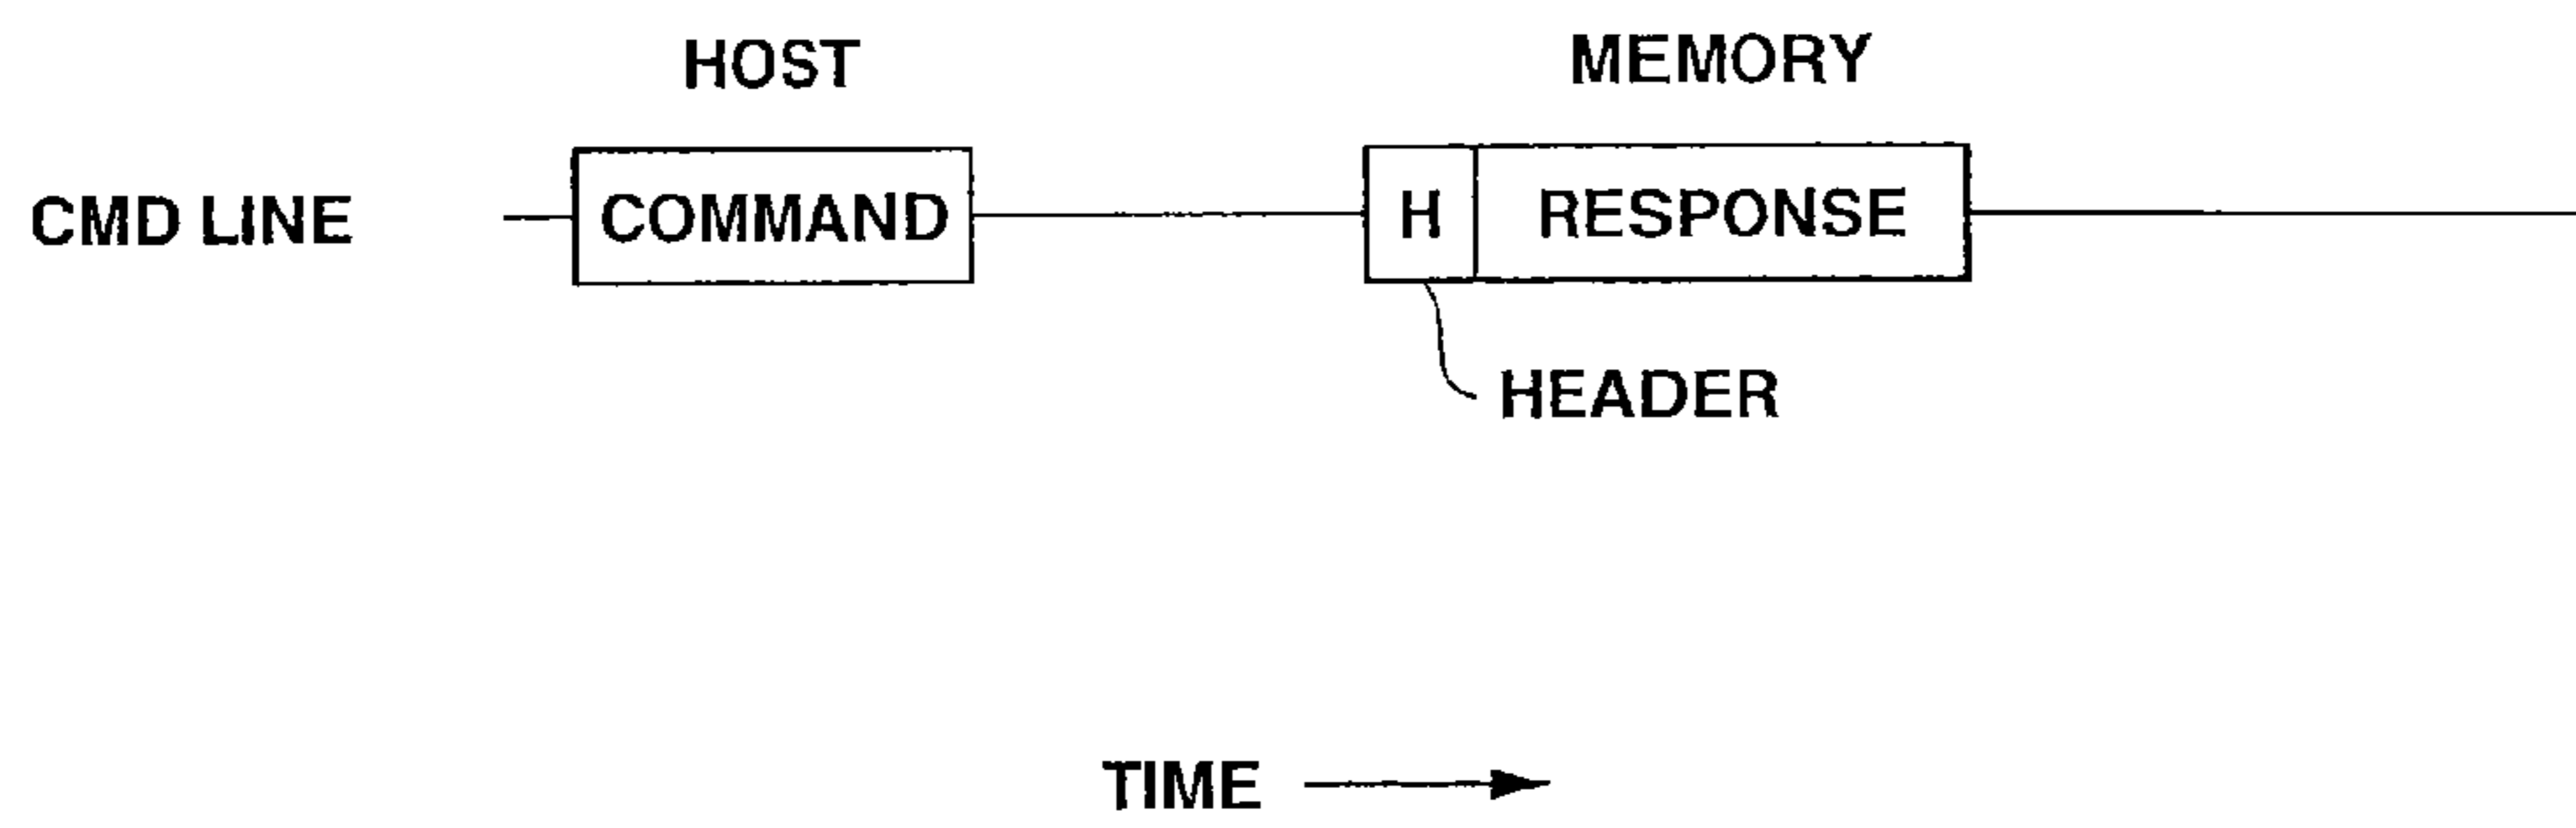 HOST
MEMORY
CMD LINE
COMMAND
H
RESPONSE
HEADER
TIME